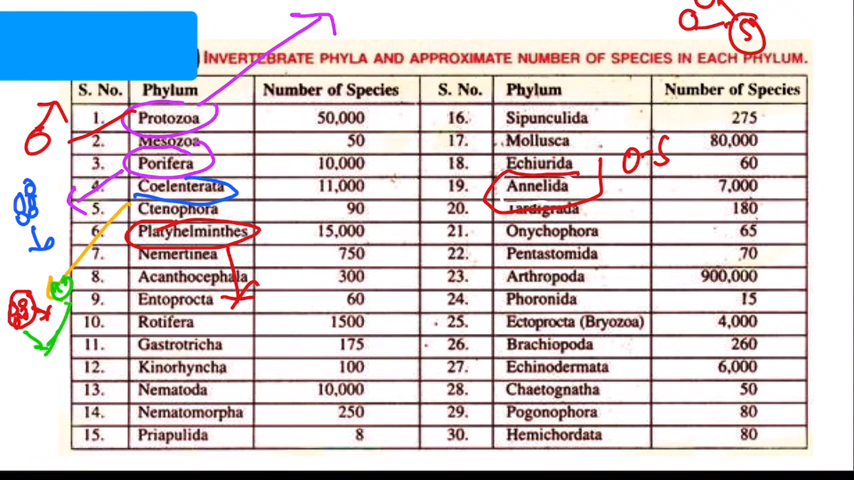 INVERTEBRATE PHYLA AND APPROXIMATE NUMBER OF SPECIES IN EACH PHYLUM.
S. No. Phylum Number of Species S. No. Phylum Number of Species
1. Protozoa 50,000 16. Sipunculida 275
2. Mesozoa 50 17. Mollusca 80,000
3. Porifera 10,000 18. Echiurida 60
4. Coelenterata 11,000 19. Annelida 7,000
5. Ctenophora 90 20. Tardigrada 180
6. Platyhelminthes 15,000 21. Onychophora 65
7. Nemertinea 750 22. Pentastomida 70
8. Acanthocephala 300 23. Arthropoda 900,000
9. Entoprocta 60 24. Phoronida 15
10. Rotifera 1500 25. Ectoprocta (Bryozoa) 4,000
11. Gastrotricha 175 26. Brachiopoda 260
12. Kinorhyncha 100 27. Echinodermata 6,000
13. Nematoda 10,000 28. Chaetognatha 50
14. Nematomorpha 250 29. Pogonophora 80
15. Priapulida 8 30. Hemichordata 80
O-S
S